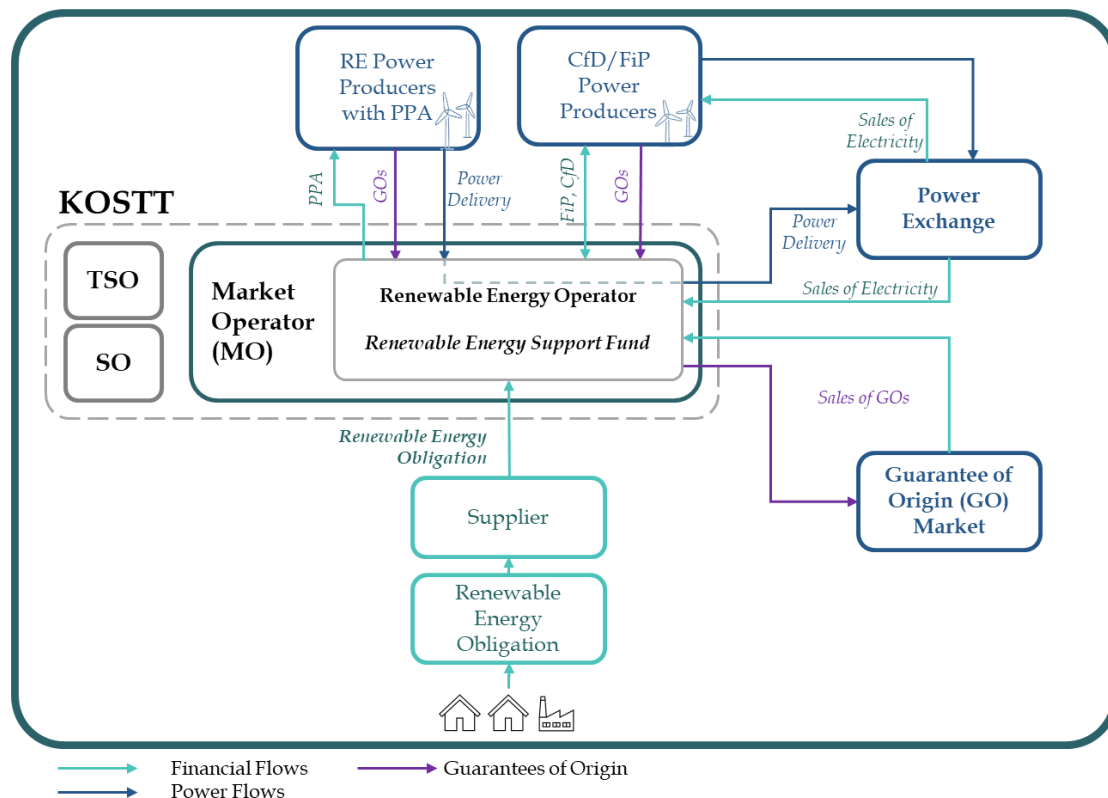 RE Power
Producers
with PPA
CfD/FiP
Power
Producers
Sales of
Electricity
PPA
GOs
Power
Delivery
FiP, CfD
GOs
Power
Exchange
KOSTT
Power
Delivery
TSO
SO
Market
Operator
(MO)
Renewable Energy Operator
Renewable Energy Support Fund
Sales of Electricity
Sales of GOs
Renewable Energy
Obligation
Guarantee of
Origin (GO)
Market
Supplier
Renewable
Energy
Obligation
Financial Flows
Guarantees of Origin
Power Flows